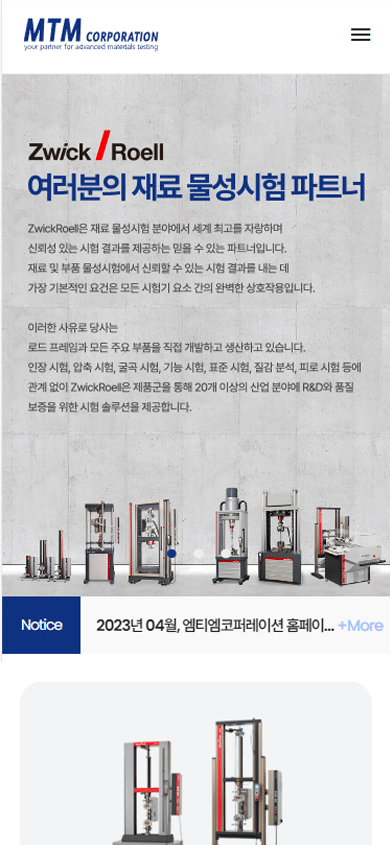 MTM CORPORATION
your partner for advanced materials testing
Zwick / Roell
여러분의 재료 물성시험 파트너
ZwickRoell은 재료 물성시험 분야에서 세계 최고를 자랑하며
신뢰성 있는 시험 결과를 제공하는 믿을 수 있는 파트너입니다.
재료 및 부품 물성시험에서 신뢰할 수 있는 시험 결과를 내는 데
가장 기본적인 요건은 모든 시험기 요소 간의 완벽한 상호작용입니다.
이러한 사유로 당사는
로드 프레임과 모든 주요 부품을 직접 개발하고 생산하고 있습니다.
인장 시험, 압축 시험, 굴곡 시험, 기능 시험, 표준 시험, 질감 분석, 피로 시험 등에
관계 없이 ZwickRoell은 제품군을 통해 20개 이상의 산업 분야에 R&D와 품질
보증을 위한 시험 솔루션을 제공합니다.
Notice 2023년 04월, 엠티엠코퍼레이션 홈페이... +More